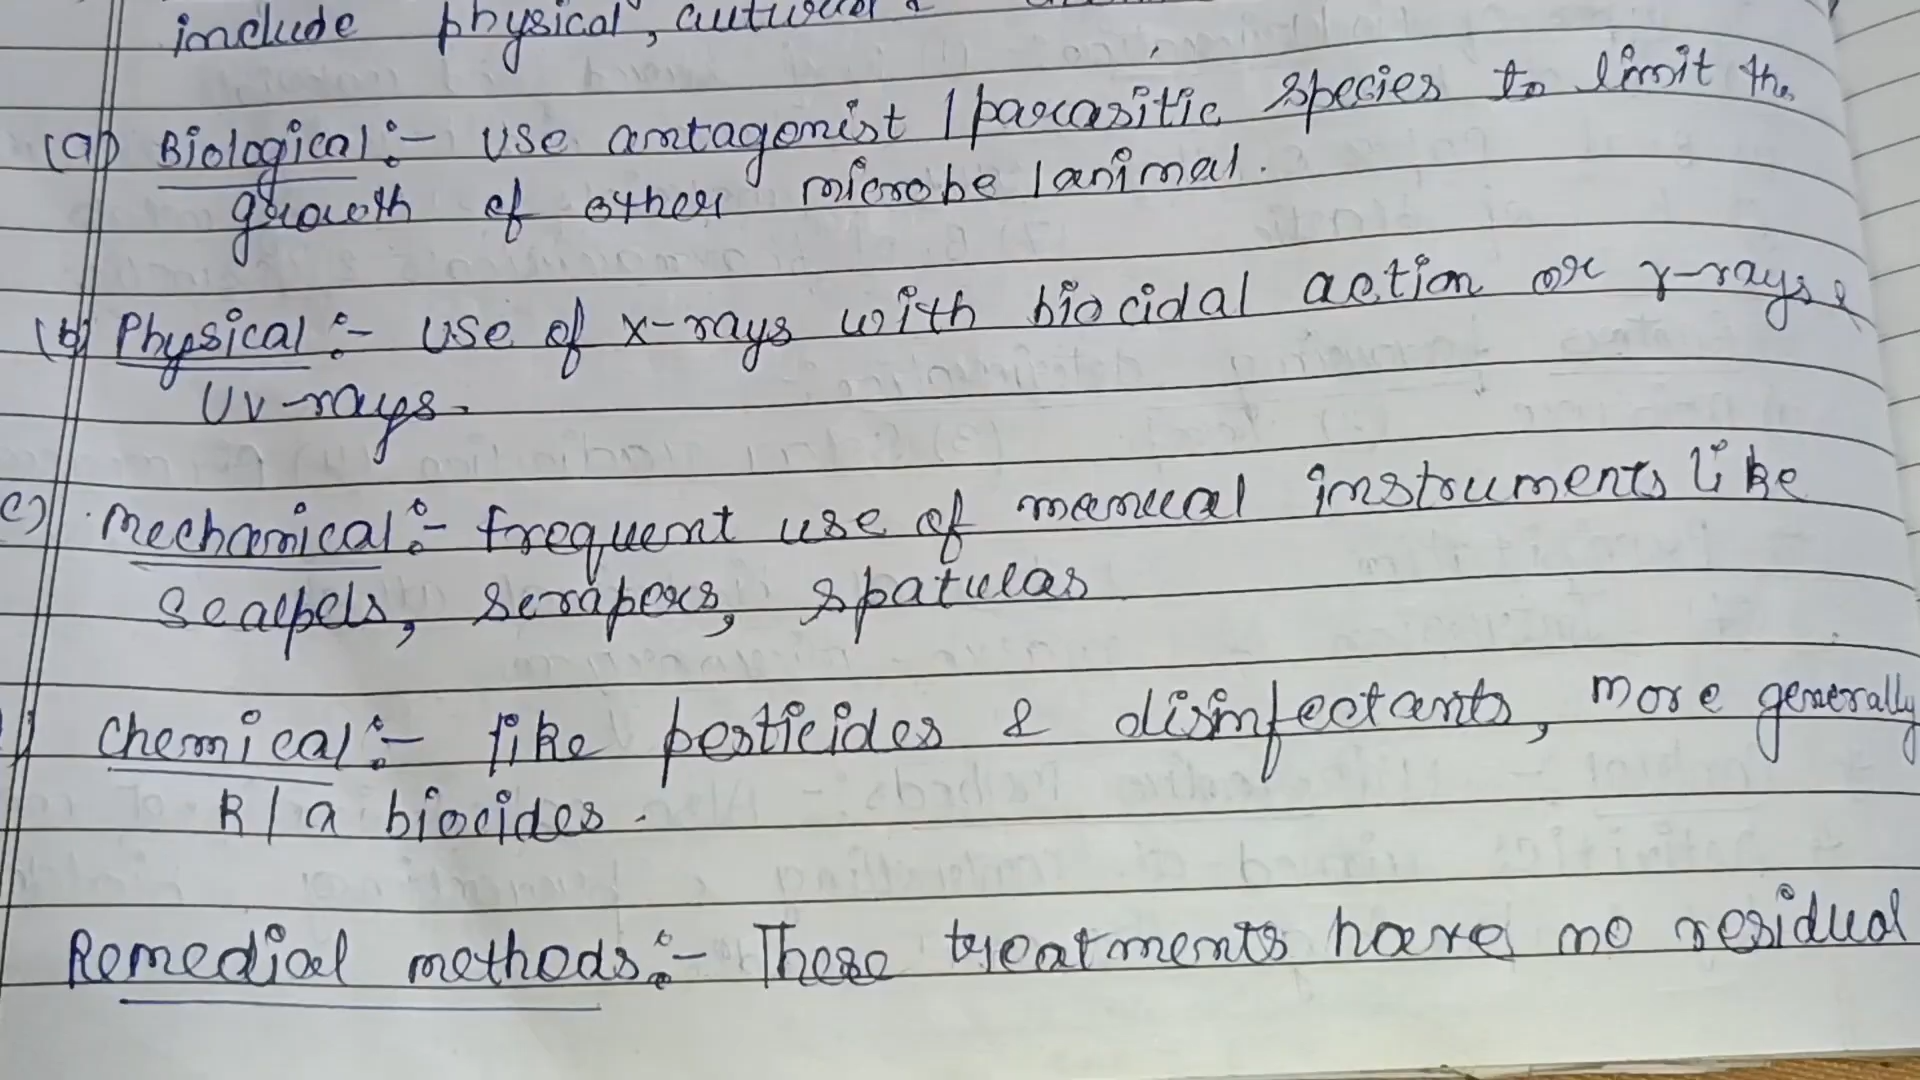 include physical,
(a) Biological :- Use antagonist / parasitic species to limit the
growth of other microbe / animal.
(b) Physical :- Use of x-rays with biocidal action or γ-rays &
UV-rays.
c) Mechanical :- frequent use of manual instruments like
Scalpels, scrapers, spatulas
Chemical :- like pesticides & disinfectants, more generally
k/a biocides.
Remedial methods :- These treatments have no residual